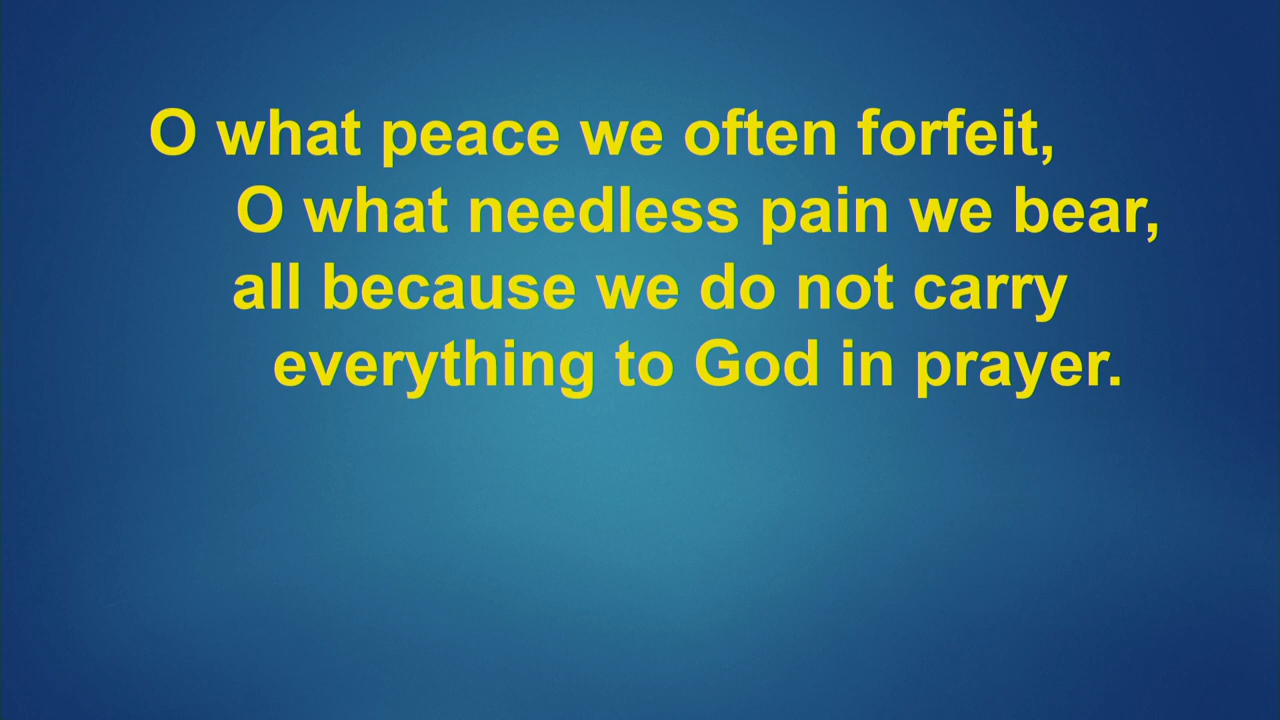 O what peace we often forfeit,
O what needless pain we bear,
all because we do not carry
everything to God in prayer.